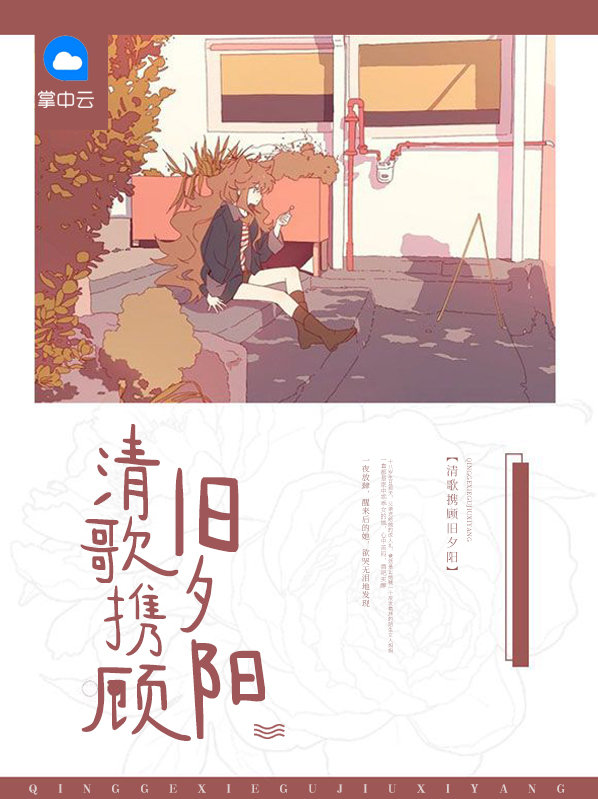 掌中云
清歌携顾
旧夕阳
【清歌携顾旧夕阳】
QINGGEXIEGUJIUXIYANG
一夜放肆，醒来后的她，欲哭无泪地发现
QINGGEXIEGUJIUXIYANG